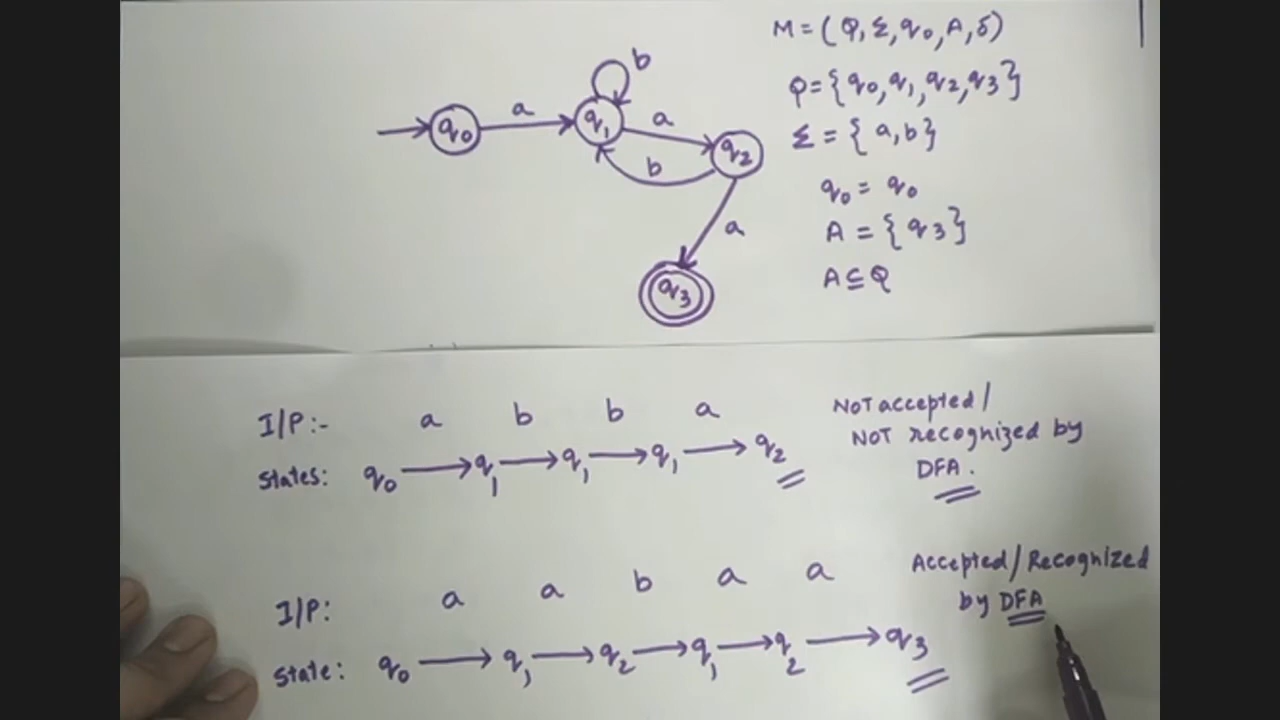 M = (Q, Σ, q0, A, δ)
Q = {q0, q1, q2, q3}
Σ = {a, b}
q0 = q0
A = {q3}
A ⊆ Q
b
q0 a q1 a q2
b
a
q3
I/P:- a b b a
States: q0 → q1 → q1 → q1 → q2
NOT accepted /
NOT recognized by
DFA.
I/P: a a b a a
State: q0 → q1 → q2 → q1 → q2 → q3
Accepted/Recognized
by DFA